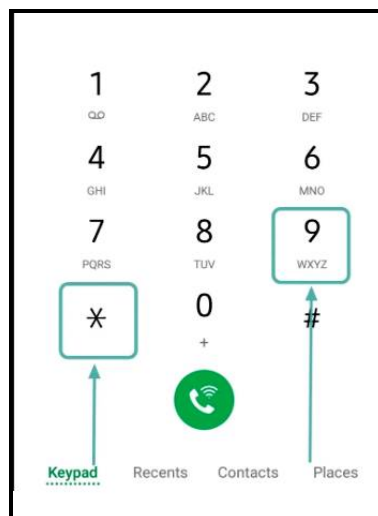 1 2 3
ABC DEF
4 5 6
GHI JKL MNO
7 8 9
PQRS TUV WXYZ
* 0 #
+
Keypad Recents Contacts Places